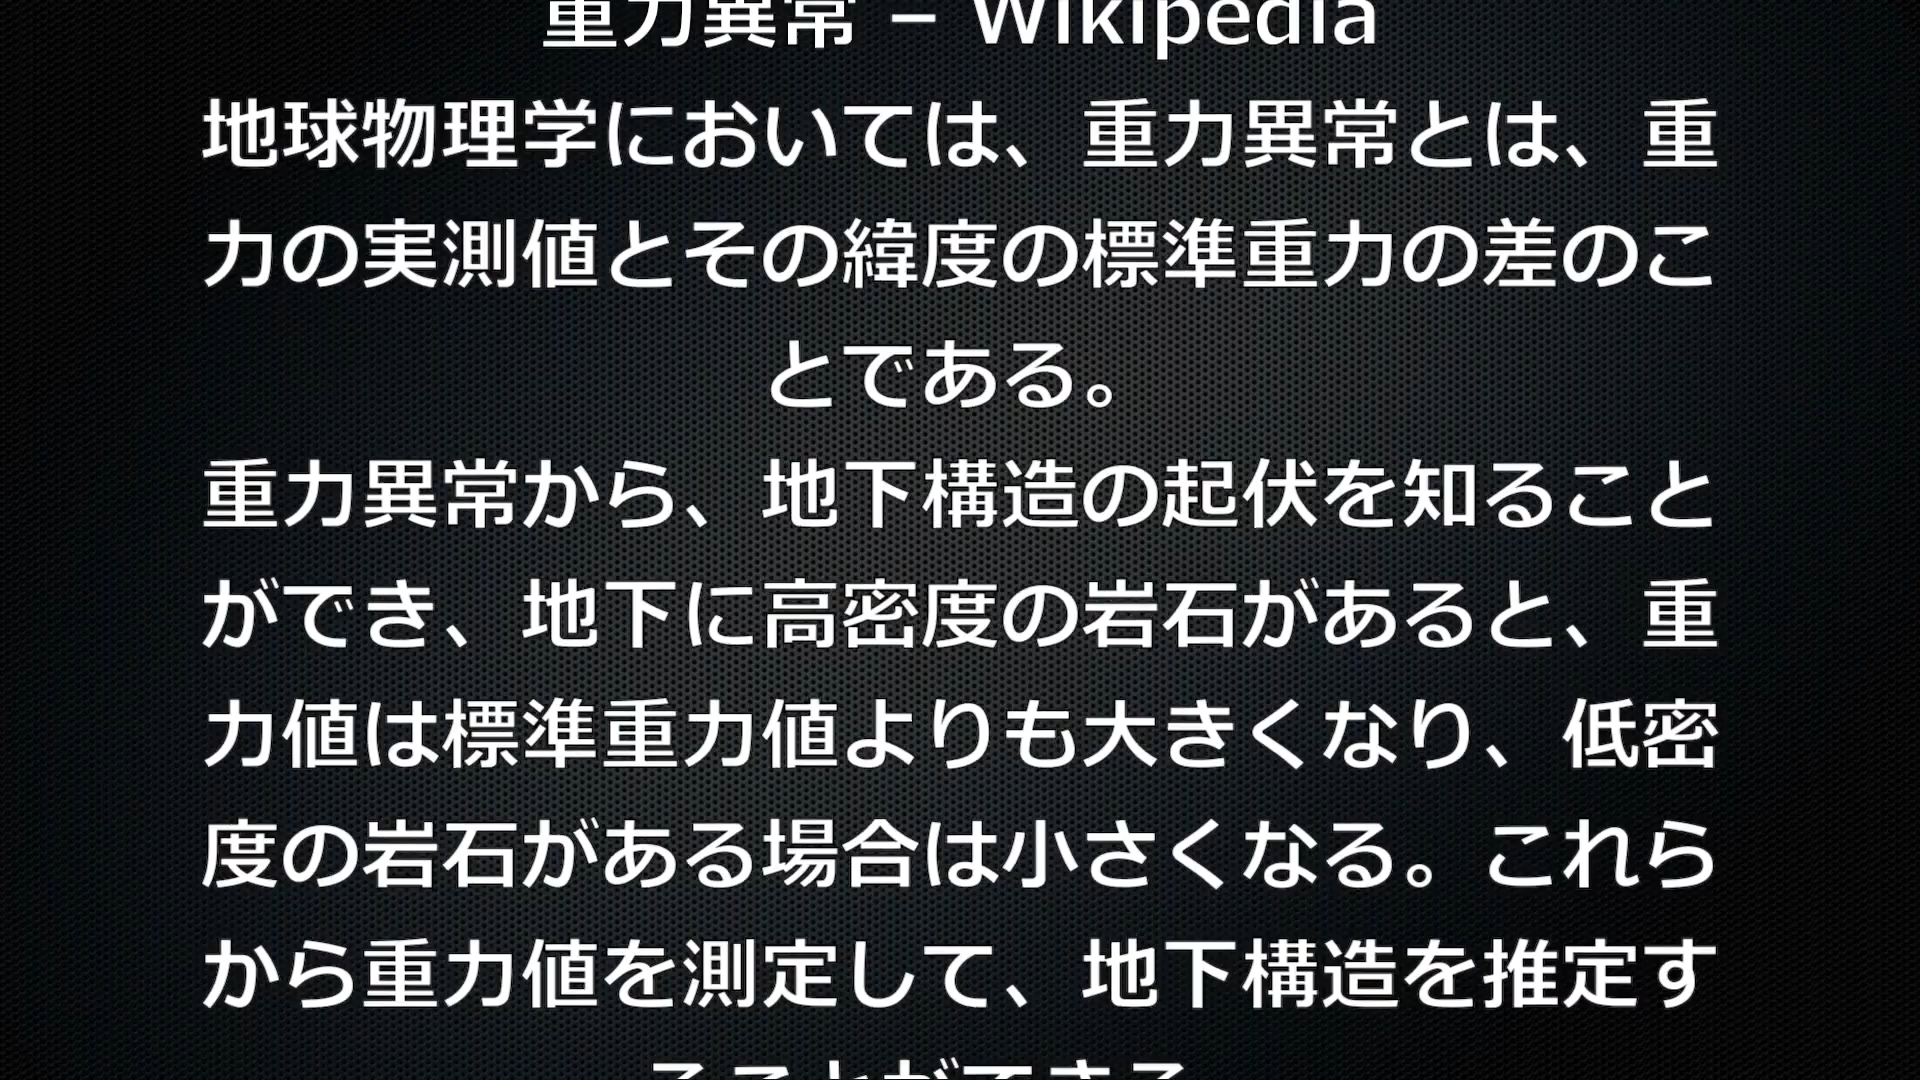 重力異常 – Wikipedia
地球物理学においては、重力異常とは、重
力の実測値とその緯度の標準重力の差のこ
とである。
重力異常から、地下構造の起伏を知ること
ができ、地下に高密度の岩石があると、重
力値は標準重力値よりも大きくなり、低密
度の岩石がある場合は小さくなる。これら
から重力値を測定して、地下構造を推定す
ることができる。